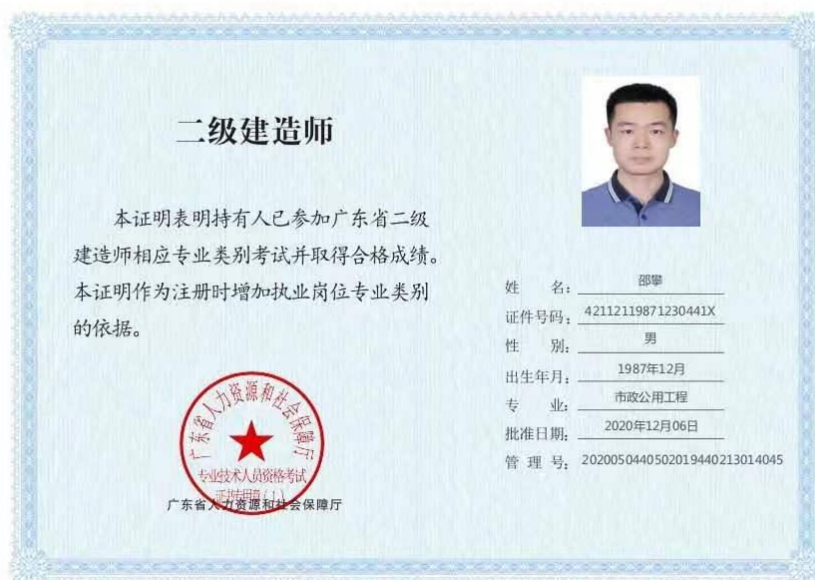 二级建造师
本证明表明持有人已参加广东省二级
建造师相应专业类别考试并取得合格成绩。
本证明作为注册时增加执业岗位专业类别
的依据。
广东省人力资源和社会保障厅
专业技术人员资格考试
证书专用章(1)
广东省人力资源和社会保障厅
姓 名: 邵攀
证件号码: 42112119871230441X
性 别: 男
出生年月: 1987年12月
专 业: 市政公用工程
批准日期: 2020年12月06日
管 理 号: 2020050440502019440213014045